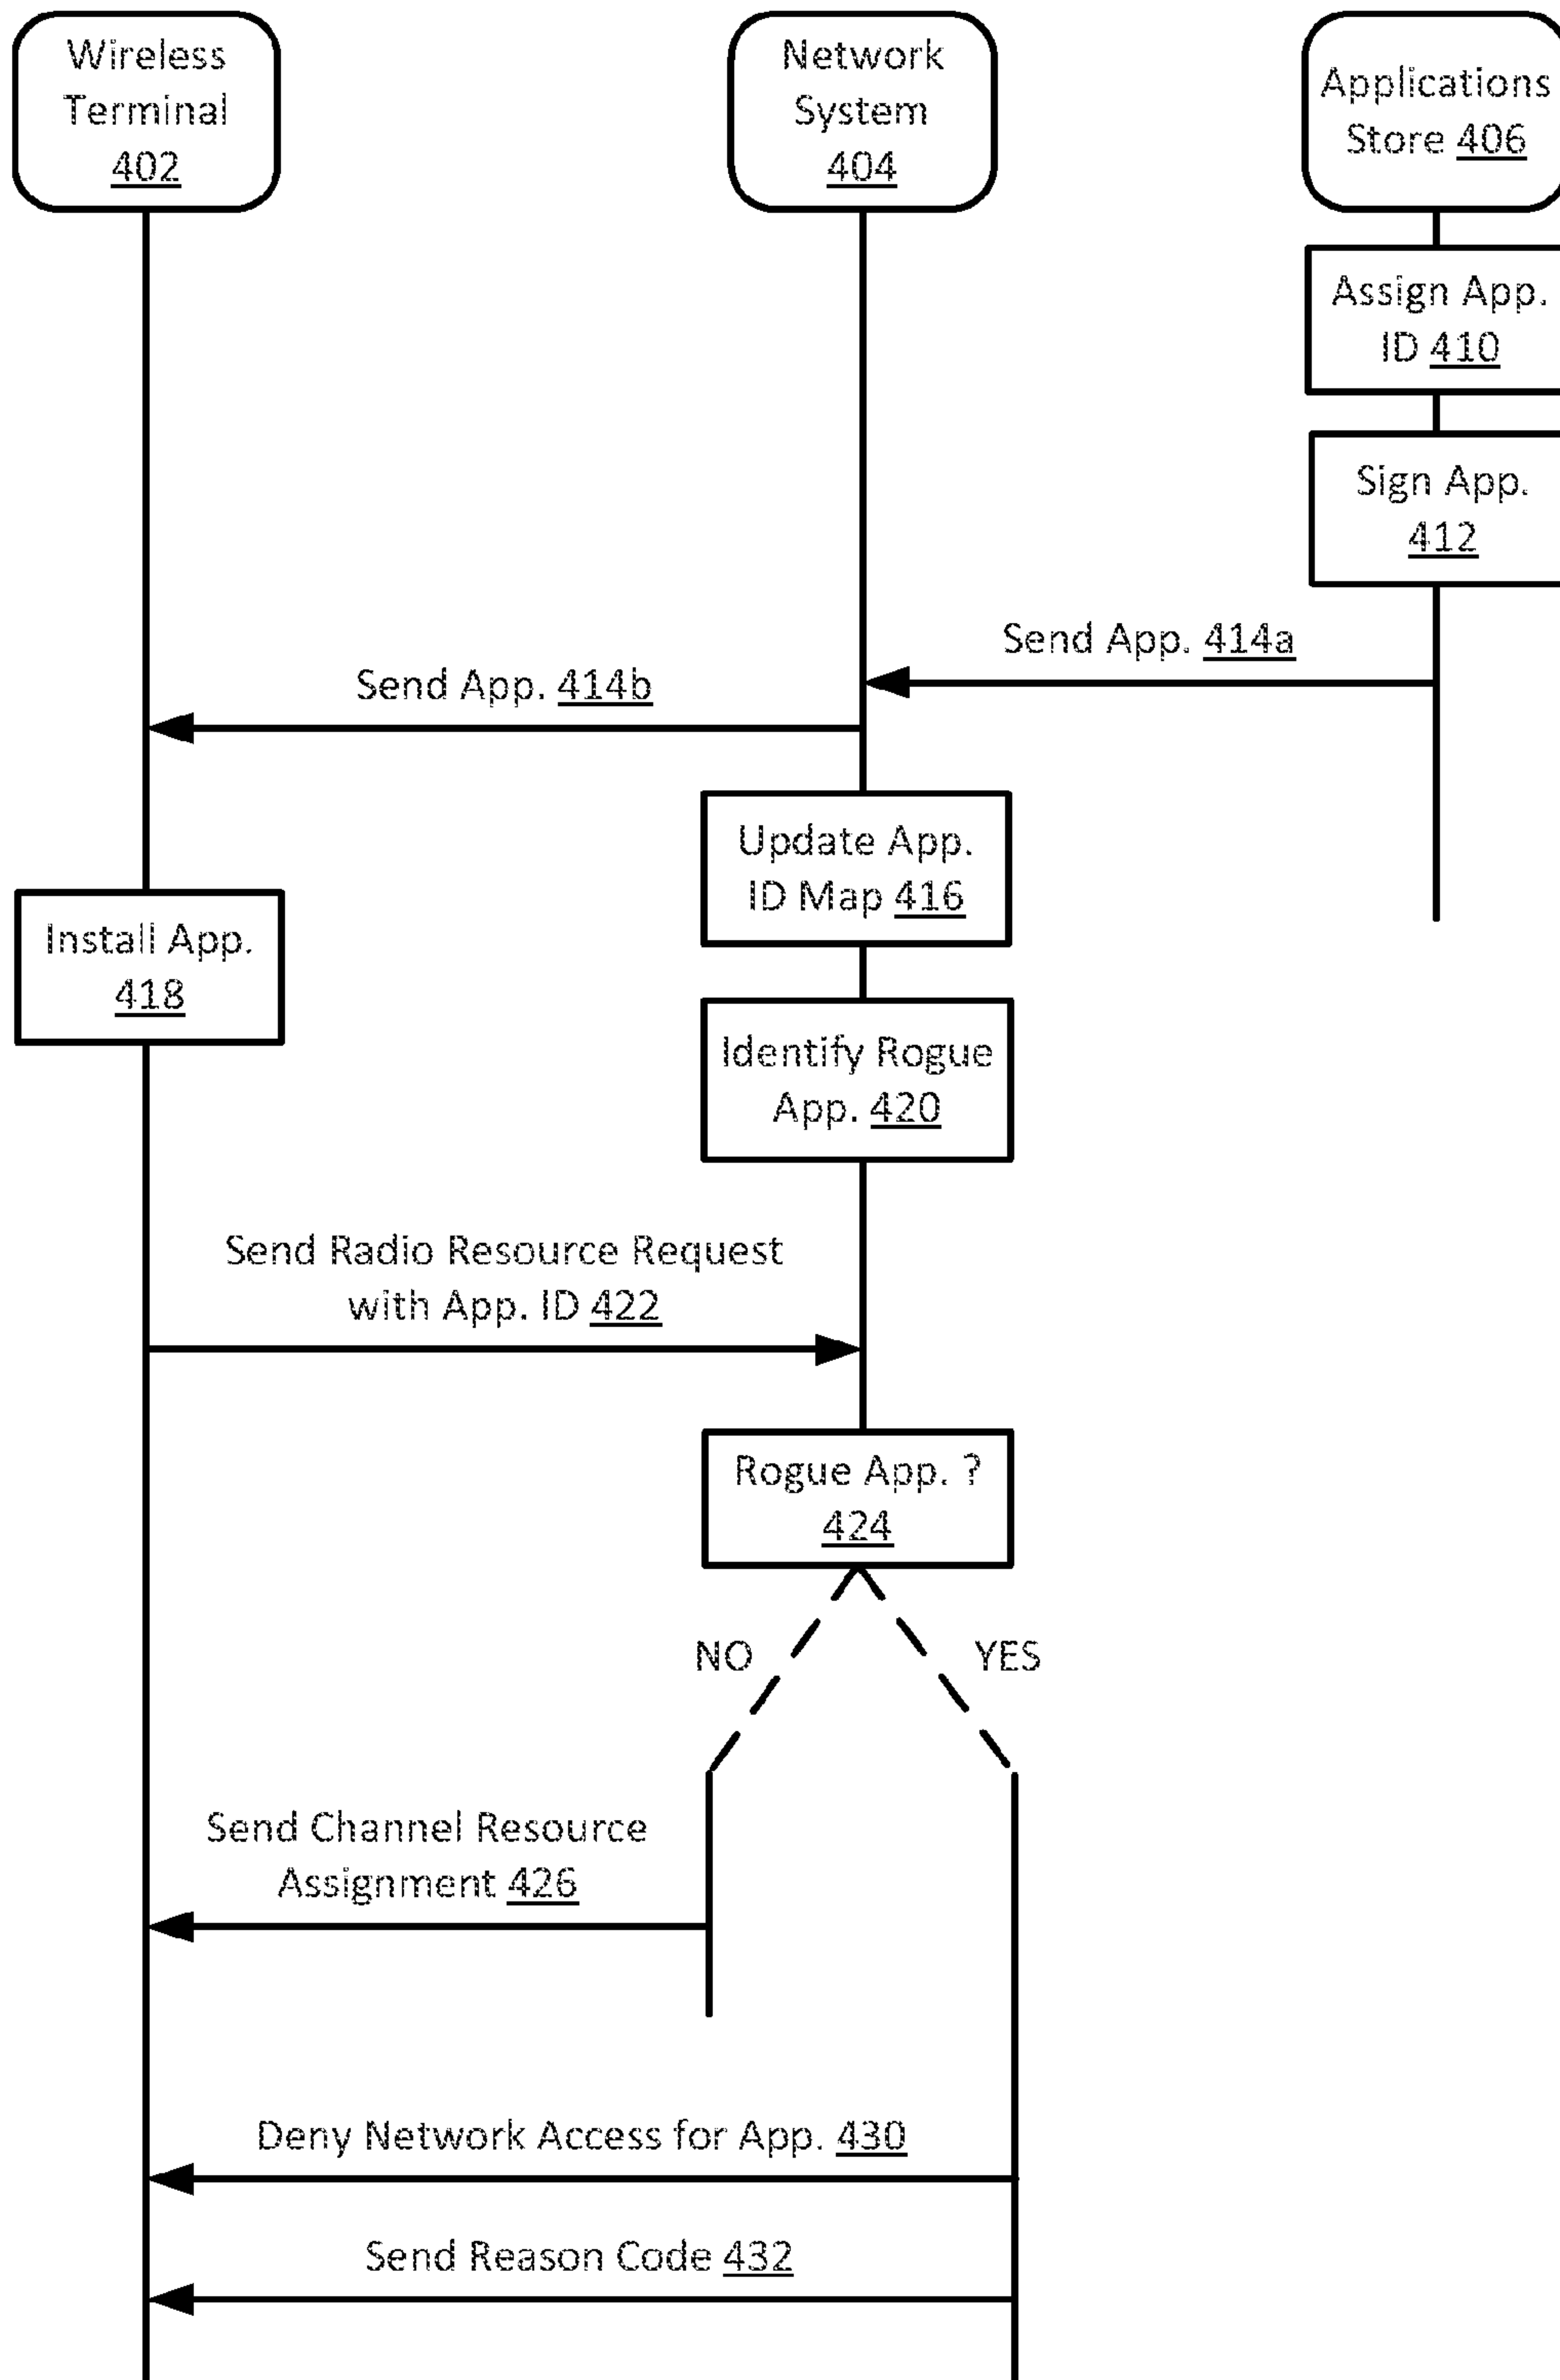 Wireless
Terminal
402
Network
System
404
Applications
Store 406
Assign App.
ID 410
Sign App.
412
Send App. 414a
Send App. 414b
Update App.
ID Map 416
Install App.
418
Identify Rogue
App. 420
Send Radio Resource Request
with App. ID 422
Rogue App. ?
424
NO
YES
Send Channel Resource
Assignment 426
Deny Network Access for App. 430
Send Reason Code 432